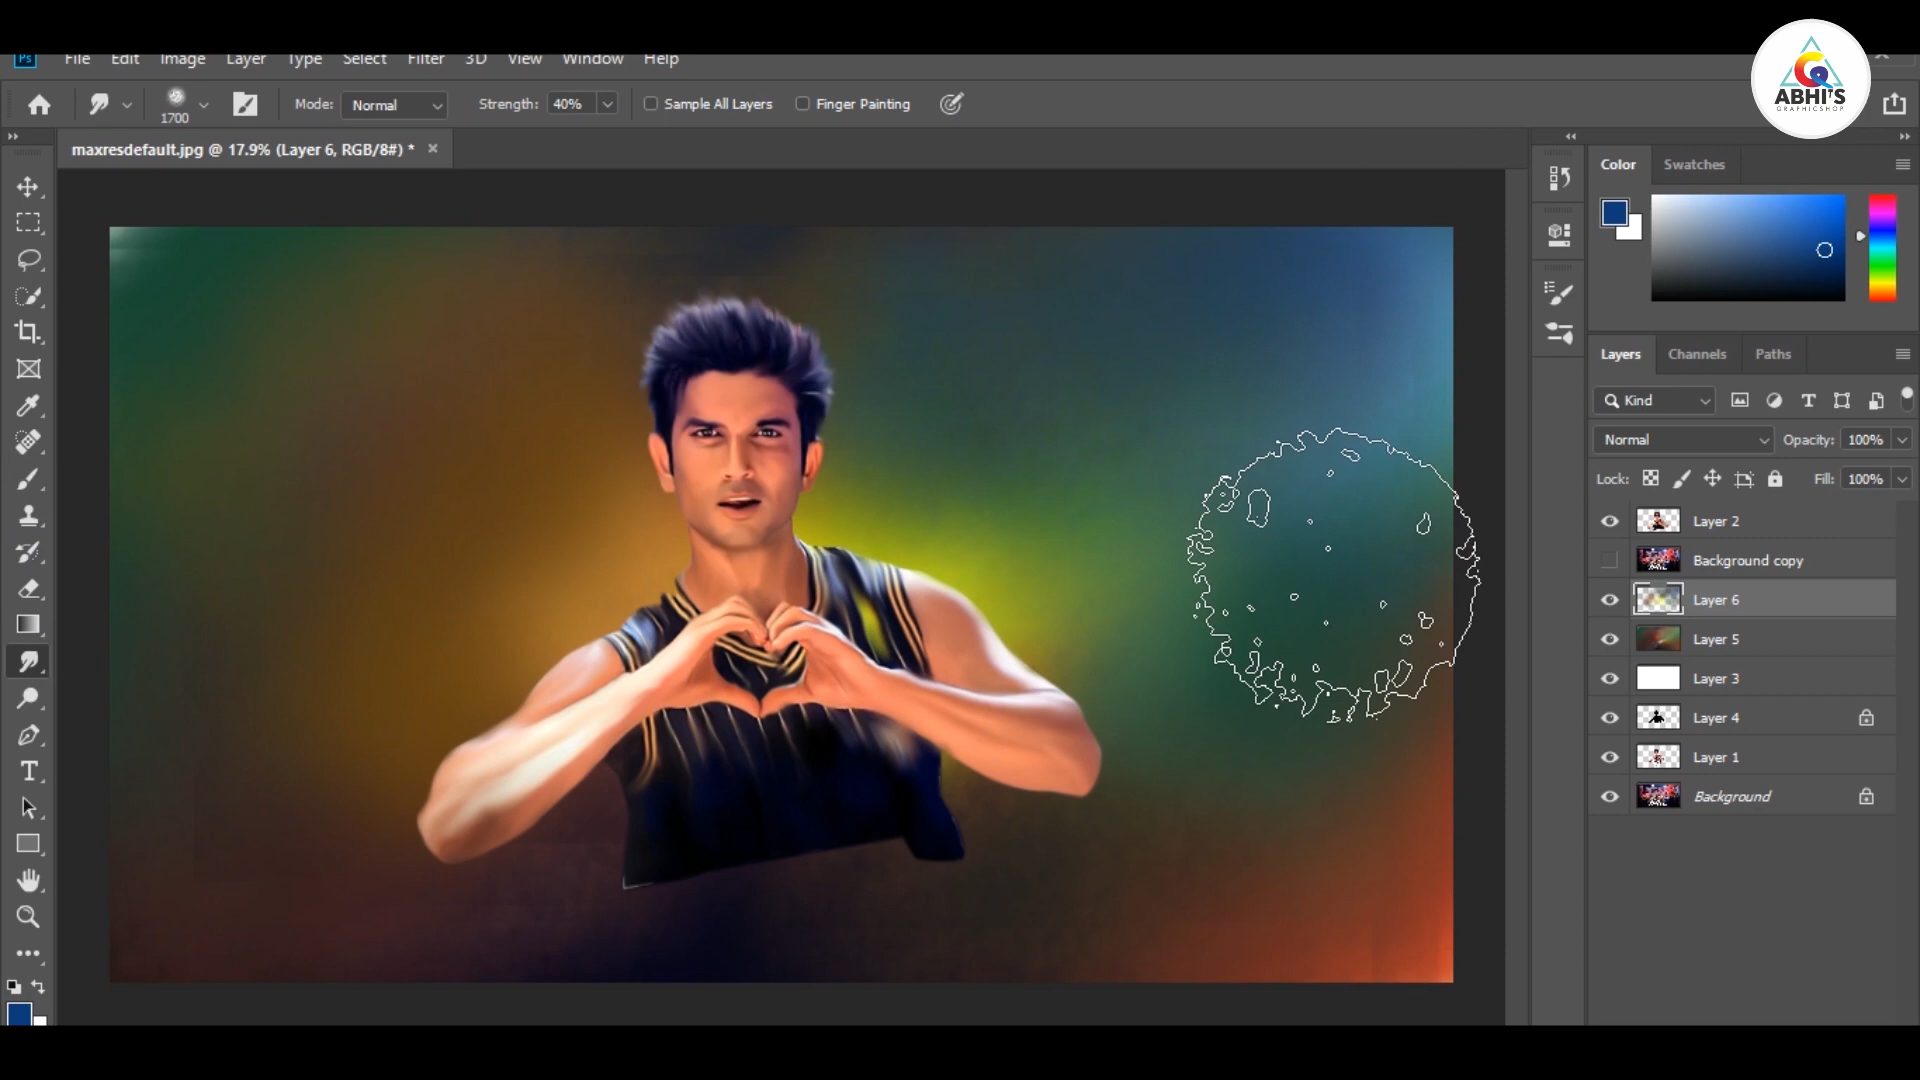 Ps File Edit Image Layer Type Select Filter 3D View Window Help
ABHI'S
GRAPHICSHOP
1700 Mode: Normal Strength: 40% Sample All Layers Finger Painting
maxresdefault.jpg @ 17.9% (Layer 6, RGB/8#) *
Color Swatches
Layers Channels Paths
Kind
Normal Opacity: 100%
Lock: Fill: 100%
Layer 2
Background copy
Layer 6
Layer 5
Layer 3
Layer 4
Layer 1
Background